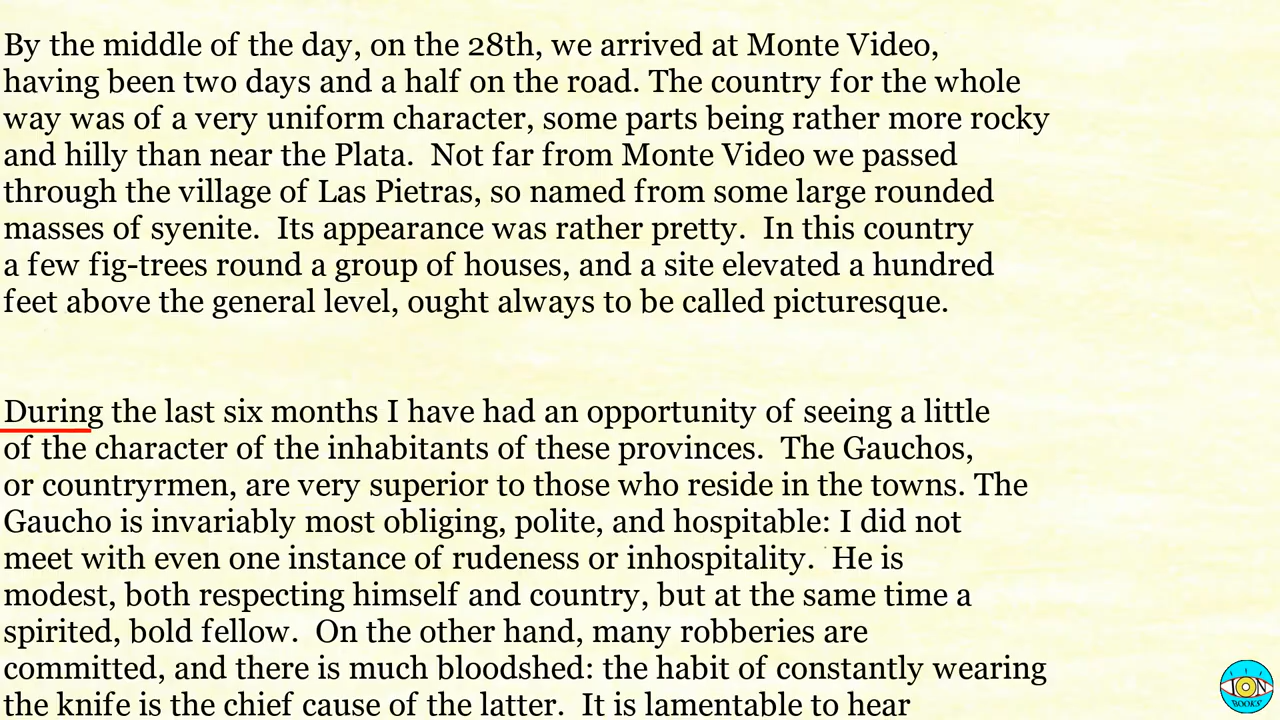 By the middle of the day, on the 28th, we arrived at Monte Video,
having been two days and a half on the road. The country for the whole
way was of a very uniform character, some parts being rather more rocky
and hilly than near the Plata.  Not far from Monte Video we passed
through the village of Las Pietras, so named from some large rounded
masses of syenite.  Its appearance was rather pretty.  In this country
a few fig-trees round a group of houses, and a site elevated a hundred
feet above the general level, ought always to be called picturesque.
During the last six months I have had an opportunity of seeing a little
of the character of the inhabitants of these provinces.  The Gauchos,
or countryrmen, are very superior to those who reside in the towns. The
Gaucho is invariably most obliging, polite, and hospitable: I did not
meet with even one instance of rudeness or inhospitality.  He is
modest, both respecting himself and country, but at the same time a
spirited, bold fellow.  On the other hand, many robberies are
committed, and there is much bloodshed: the habit of constantly wearing
the knife is the chief cause of the latter.  It is lamentable to hear
ION
BOOKS